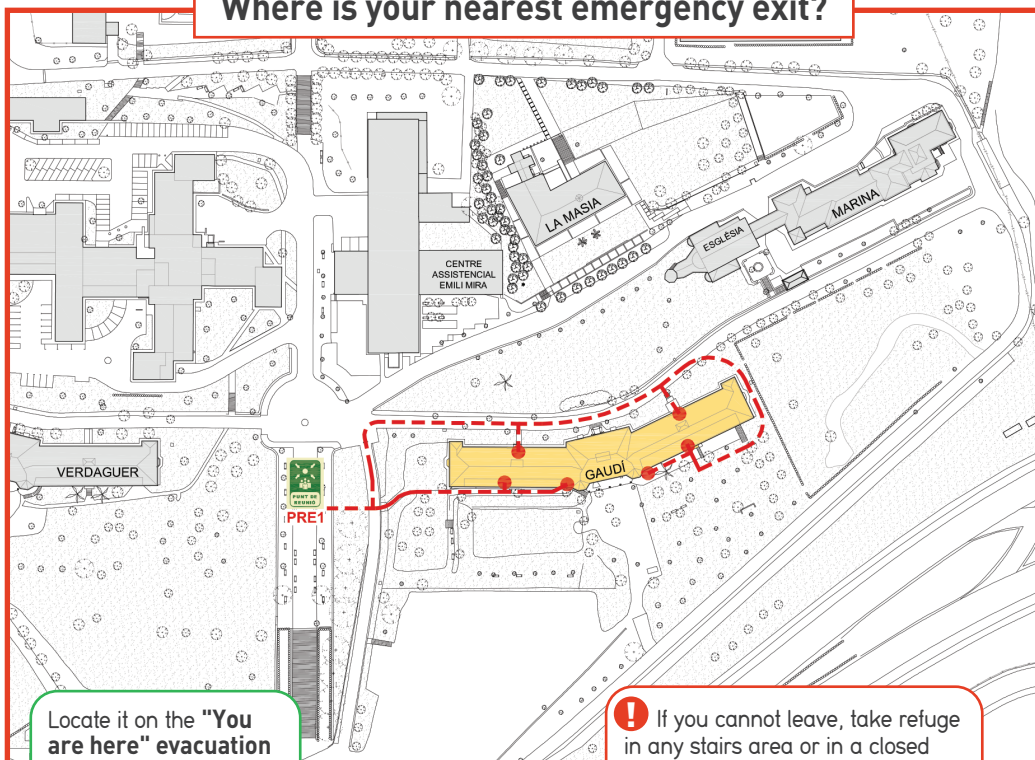 Where is your nearest emergency exit?
LA MASIA
MARINA
ESGLÉSIA
CENTRE
ASSISTENCIAL
EMILI MIRA
VERDAGUER
GAUDÍ
PUNT DE
REUNIÓ
PRE1
Locate it on the "You
are here" evacuation
! If you cannot leave, take refuge
in any stairs area or in a closed